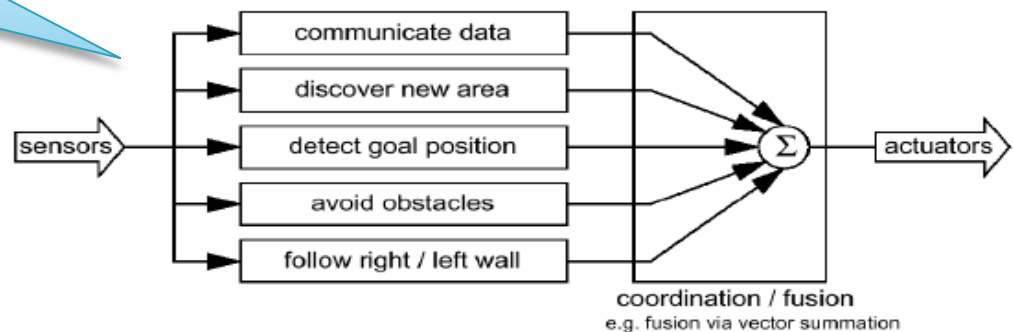 communicate data
discover new area
sensors
detect goal position
Σ
actuators
avoid obstacles
follow right / left wall
coordination / fusion
e.g. fusion via vector summation